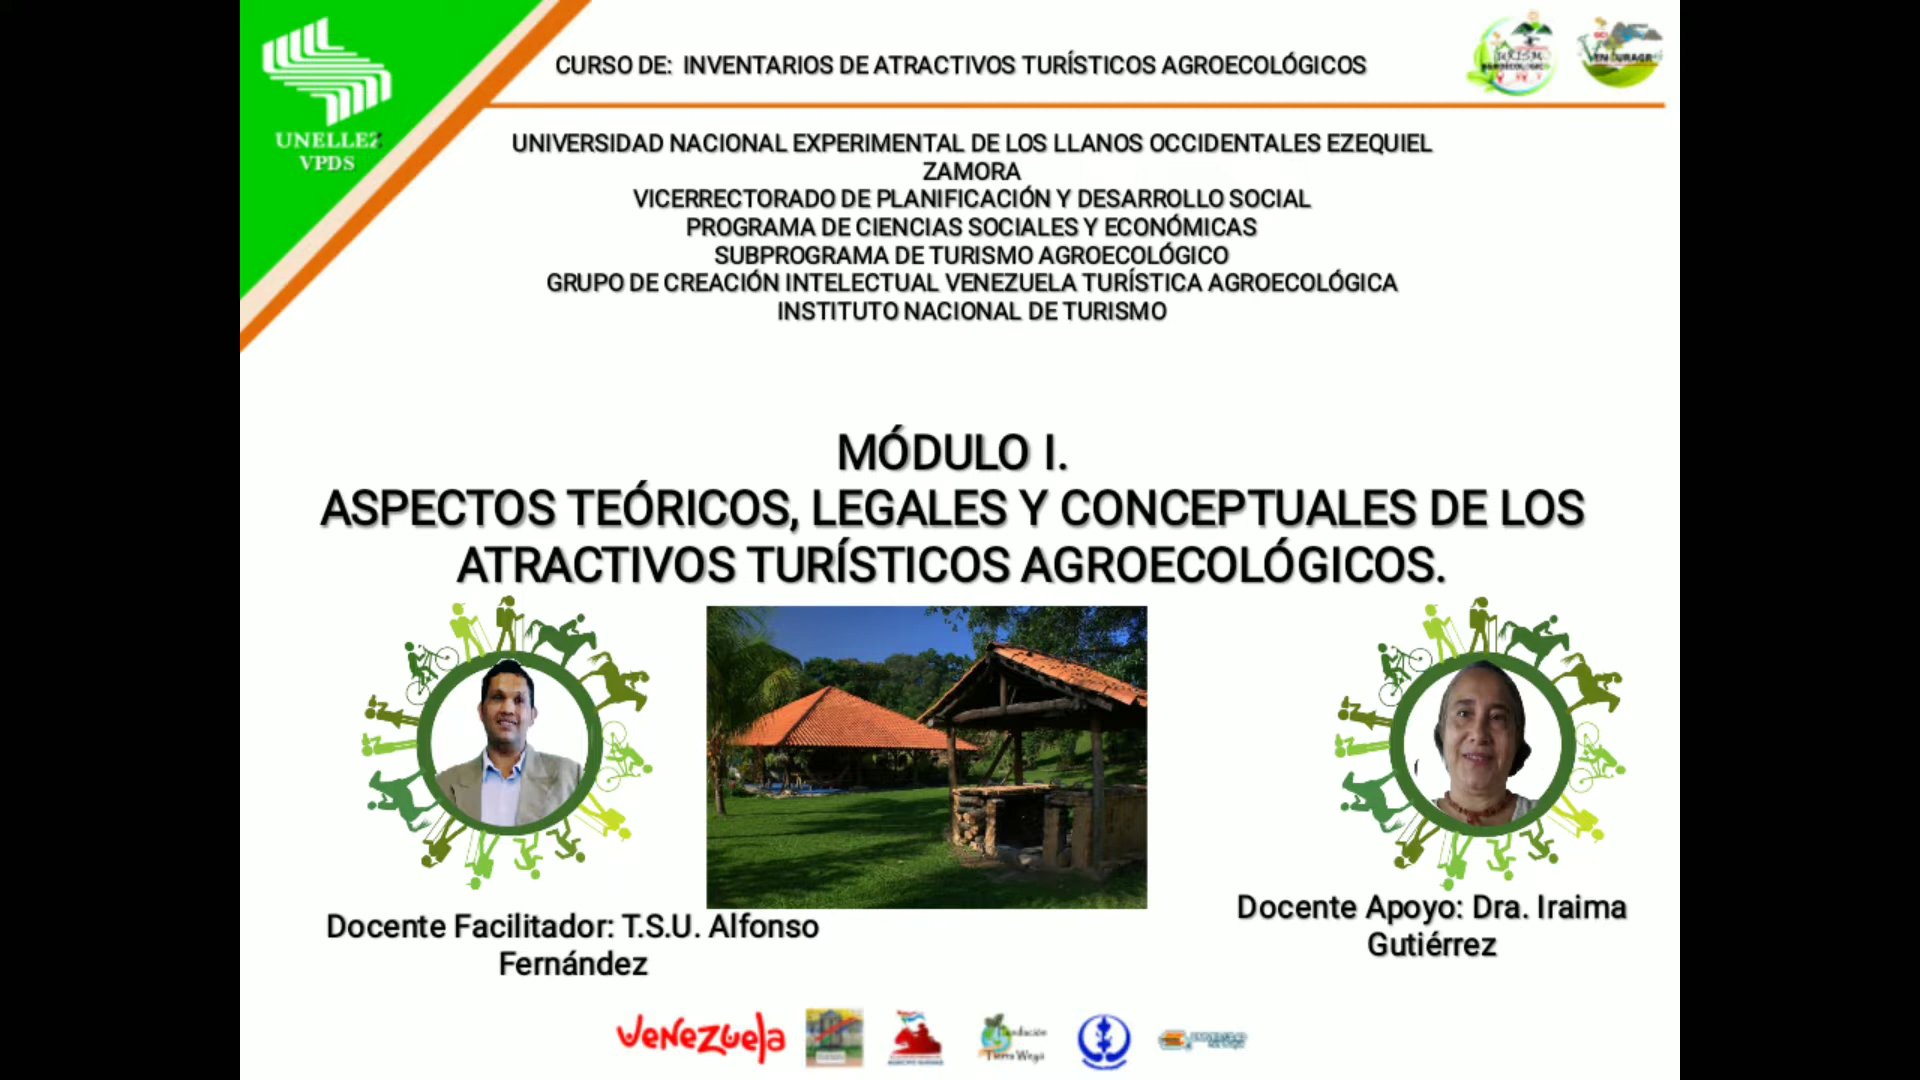 UNELLEZ
VPDS
CURSO DE: INVENTARIOS DE ATRACTIVOS TURÍSTICOS AGROECOLÓGICOS
UNIVERSIDAD NACIONAL EXPERIMENTAL DE LOS LLANOS OCCIDENTALES EZEQUIEL
ZAMORA
VICERRECTORADO DE PLANIFICACIÓN Y DESARROLLO SOCIAL
PROGRAMA DE CIENCIAS SOCIALES Y ECONÓMICAS
SUBPROGRAMA DE TURISMO AGROECOLÓGICO
GRUPO DE CREACIÓN INTELECTUAL VENEZUELA TURÍSTICA AGROECOLÓGICA
INSTITUTO NACIONAL DE TURISMO
MÓDULO I.
ASPECTOS TEÓRICOS, LEGALES Y CONCEPTUALES DE LOS
ATRACTIVOS TURÍSTICOS AGROECOLÓGICOS.
Docente Facilitador: T.S.U. Alfonso
Fernández
Docente Apoyo: Dra. Iraima
Gutiérrez
Venezuela
Fundación
Tierra Weya